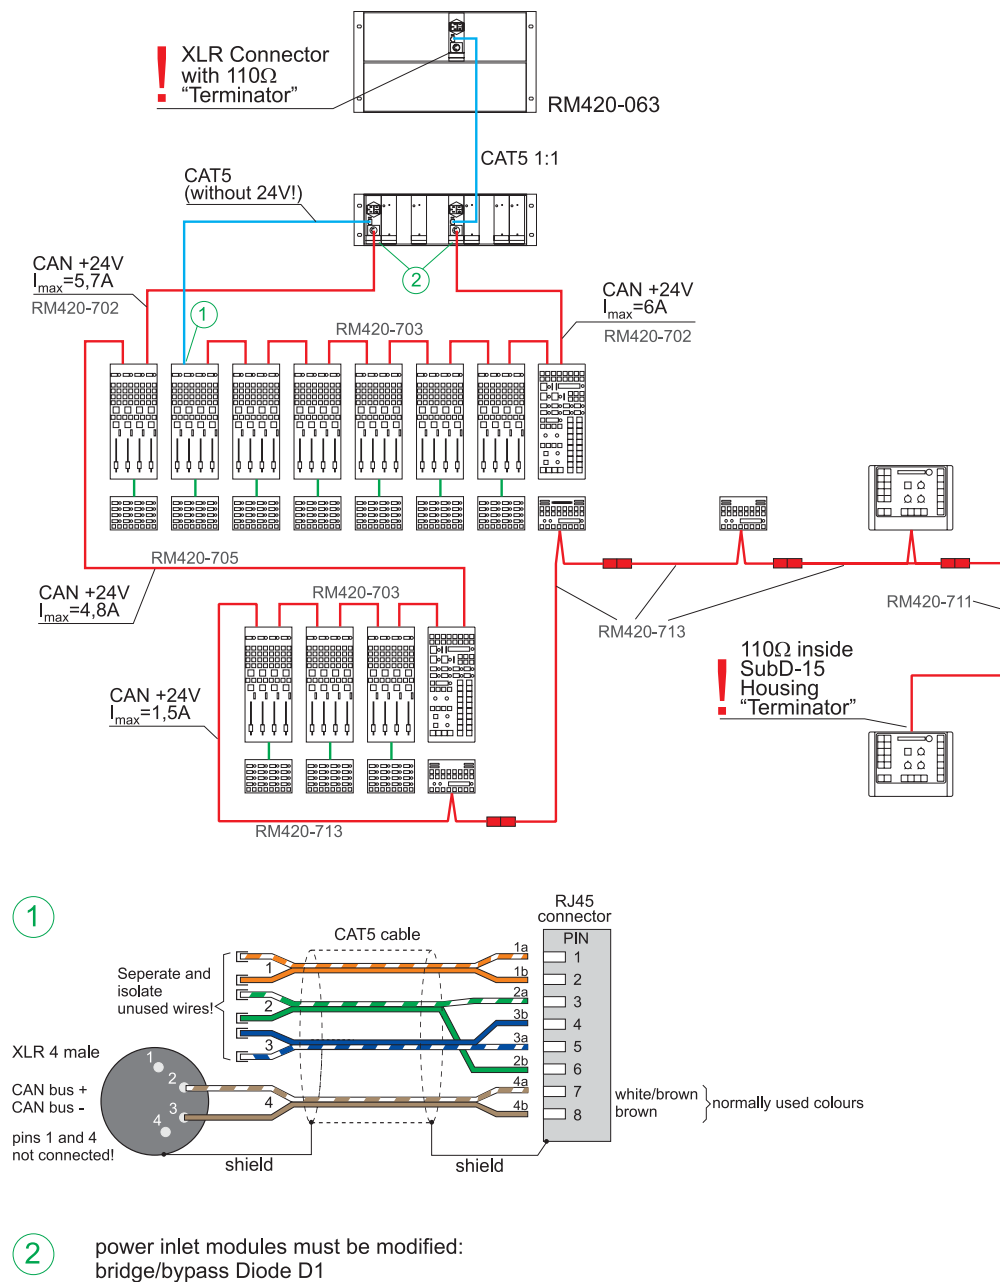 XLR Connector
with 110Ω
“Terminator”
RM420-063
CAT5 1:1
CAT5
(without 24V!)
2
CAN +24V
Imax=5,7A
RM420-702
CAN +24V
Imax=6A
RM420-702
1
RM420-703
RM420-705
CAN +24V
Imax=4,8A
RM420-703
RM420-713
RM420-711
110Ω inside
SubD-15
Housing
“Terminator”
CAN +24V
Imax=1,5A
RM420-713
1
RJ45
connector
PIN
CAT5 cable
Seperate and
isolate
unused wires!
1
2
3
4
1a
1b
2a
3b
3a
2b
4a
4b
1
2
3
4
5
6
7
8
XLR 4 male
1
2
3
4
CAN bus +
CAN bus -
pins 1 and 4
not connected!
white/brown
brown
normally used colours
shield
shield
2
power inlet modules must be modified:
bridge/bypass Diode D1